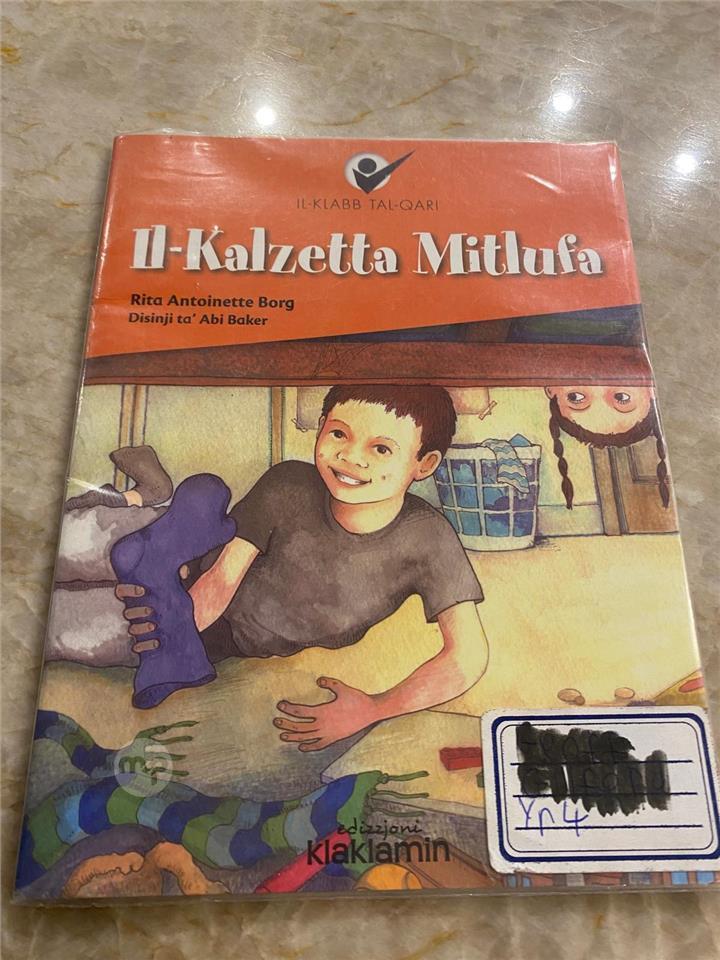 IL-KLABB TAL-QARI
Il-Kalzetta Mitlufa
Rita Antoinette Borg
Disinji ta' Abi Baker
edizzjoni
klaklamin
Yr 4